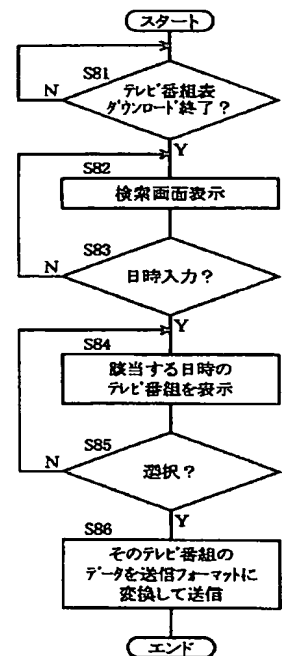 スタート
S81
テレビ番組表
ダウンロード終了？
N
Y
S82
検索画面表示
S83
日時入力？
N
Y
S84
該当する日時の
テレビ番組を表示
S85
選択？
N
Y
S86
そのテレビ番組の
データを送信フォーマットに
変換して送信
エンド